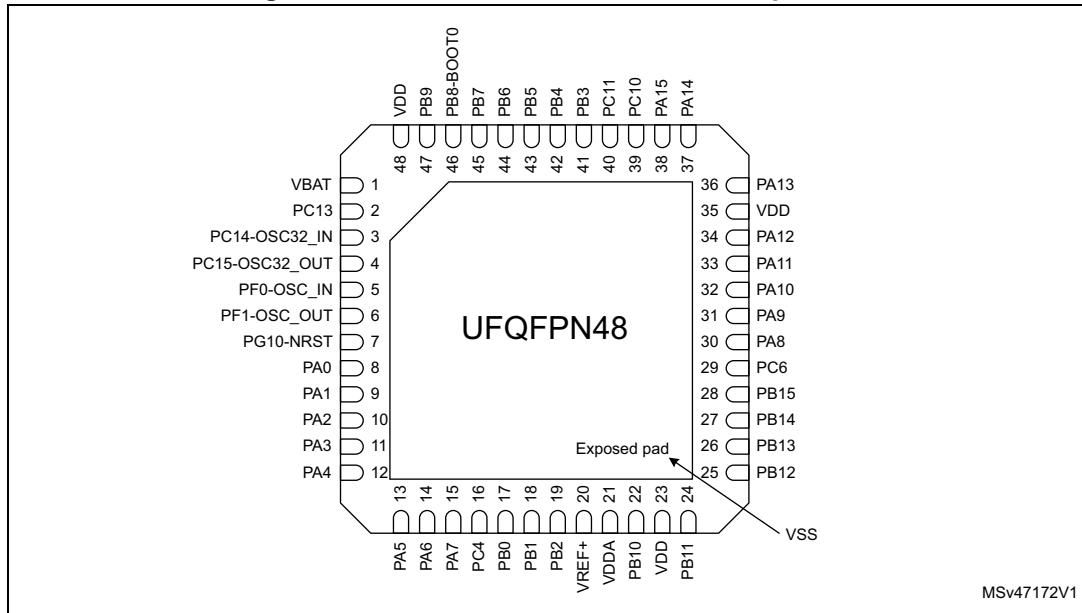 VDD
PB9
PB8-BOOT0
PB7
PB6
PB5
PB4
PB3
PC11
PC10
PA15
PA14
48
47
46
45
44
43
42
41
40
39
38
37
VBAT 1
PC13 2
PC14-OSC32_IN 3
PC15-OSC32_OUT 4
PF0-OSC_IN 5
PF1-OSC_OUT 6
PG10-NRST 7
PA0 8
PA1 9
PA2 10
PA3 11
PA4 12
UFQFPN48
Exposed pad
36 PA13
35 VDD
34 PA12
33 PA11
32 PA10
31 PA9
30 PA8
29 PC6
28 PB15
27 PB14
26 PB13
25 PB12
13
14
15
16
17
18
19
20
21
22
23
24
PA5
PA6
PA7
PC4
PB0
PB1
PB2
VREF+
VDDA
PB10
VDD
PB11
VSS
MSv47172V1